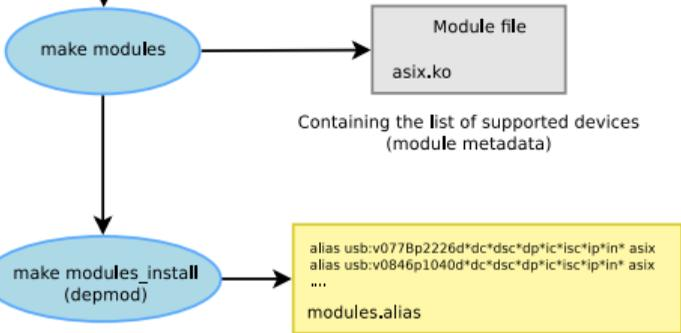 make modules
Module file
asix.ko
Containing the list of supported devices
(module metadata)
make modules_install
(depmod)
alias usb:v077Bp2226d*dc*dsc*dp*ic*isc*ip*in* asix
alias usb:v0846p1040d*dc*dsc*dp*ic*isc*ip*in* asix
....
modules.alias